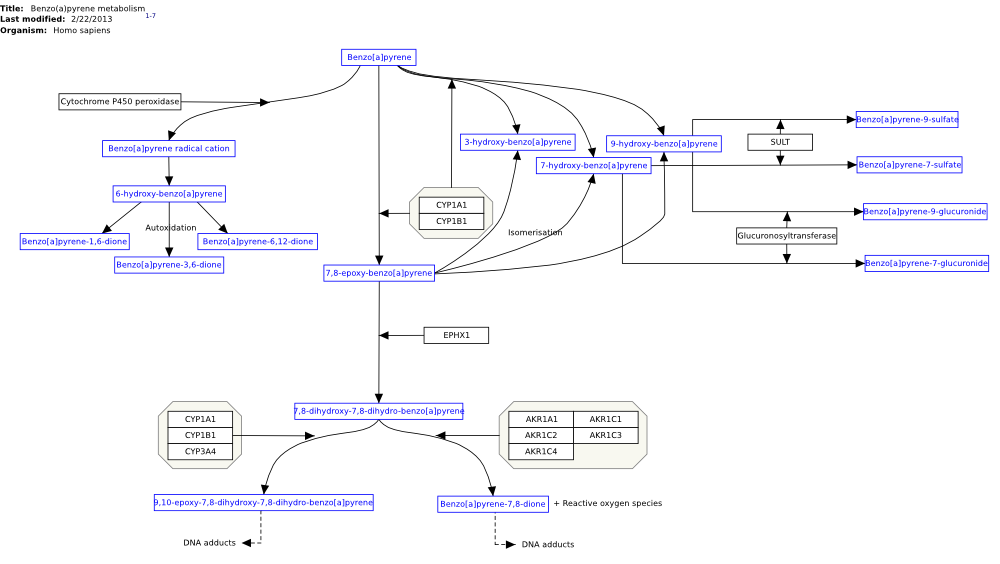 Title: Benzo(a)pyrene metabolism
1-7
Last modified: 2/22/2013
Organism: Homo sapiens
Benzo[a]pyrene
Cytochrome P450 peroxidase
Benzo[a]pyrene-9-sulfate
3-hydroxy-benzo[a]pyrene
9-hydroxy-benzo[a]pyrene
SULT
Benzo[a]pyrene radical cation
7-hydroxy-benzo[a]pyrene
Benzo[a]pyrene-7-sulfate
6-hydroxy-benzo[a]pyrene
CYP1A1
CYP1B1
Benzo[a]pyrene-9-glucuronide
Autoxidation
Isomerisation
Glucuronosyltransferase
Benzo[a]pyrene-1,6-dione
Benzo[a]pyrene-6,12-dione
Benzo[a]pyrene-3,6-dione
Benzo[a]pyrene-7-glucuronide
7,8-epoxy-benzo[a]pyrene
EPHX1
7,8-dihydroxy-7,8-dihydro-benzo[a]pyrene
CYP1A1
CYP1B1
CYP3A4
AKR1A1 AKR1C1
AKR1C2 AKR1C3
AKR1C4
9,10-epoxy-7,8-dihydroxy-7,8-dihydro-benzo[a]pyrene
Benzo[a]pyrene-7,8-dione + Reactive oxygen species
DNA adducts
DNA adducts